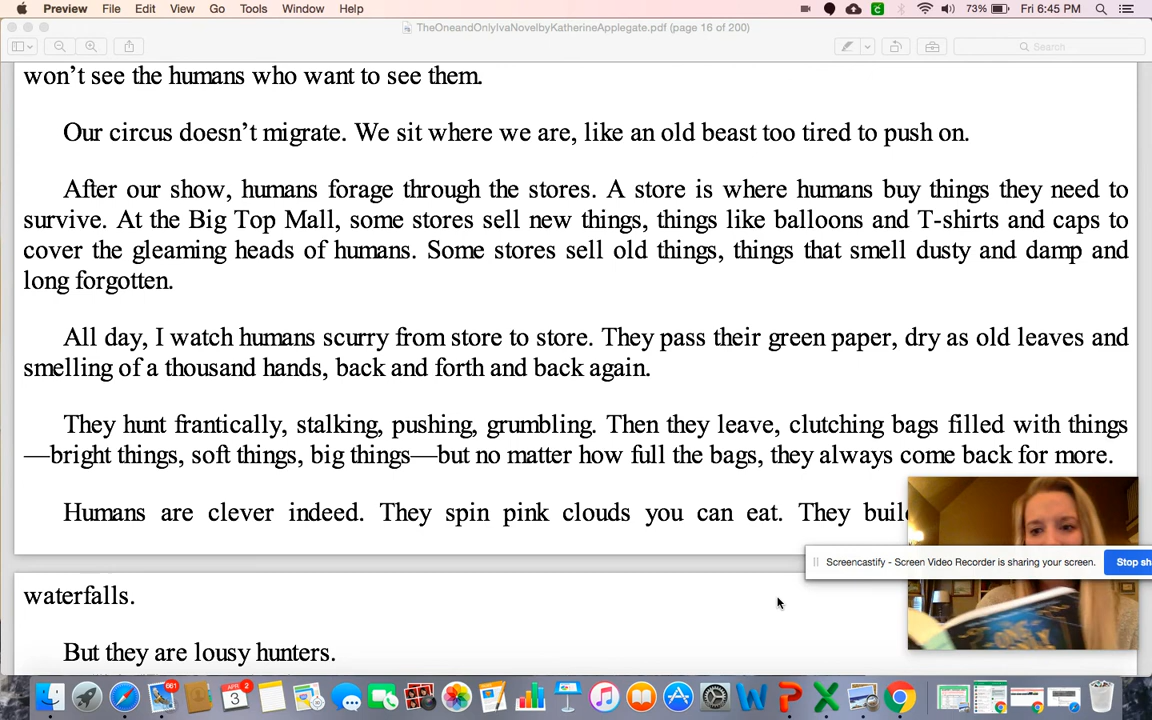 Preview File Edit View Go Tools Window Help 73% Fri 6:45 PM
TheOneandOnlyIvaNovelbyKatherineApplegate.pdf (page 16 of 200)
Search
won’t see the humans who want to see them.
Our circus doesn’t migrate. We sit where we are, like an old beast too tired to push on.
After our show, humans forage through the stores. A store is where humans buy things they need to
survive. At the Big Top Mall, some stores sell new things, things like balloons and T-shirts and caps to
cover the gleaming heads of humans. Some stores sell old things, things that smell dusty and damp and
long forgotten.
All day, I watch humans scurry from store to store. They pass their green paper, dry as old leaves and
smelling of a thousand hands, back and forth and back again.
They hunt frantically, stalking, pushing, grumbling. Then they leave, clutching bags filled with things
—bright things, soft things, big things—but no matter how full the bags, they always come back for more.
Humans are clever indeed. They spin pink clouds you can eat. They buil
Screencastify - Screen Video Recorder is sharing your screen. Stop sh
waterfalls.
ONLY
But they are lousy hunters.
661
APR 2
3